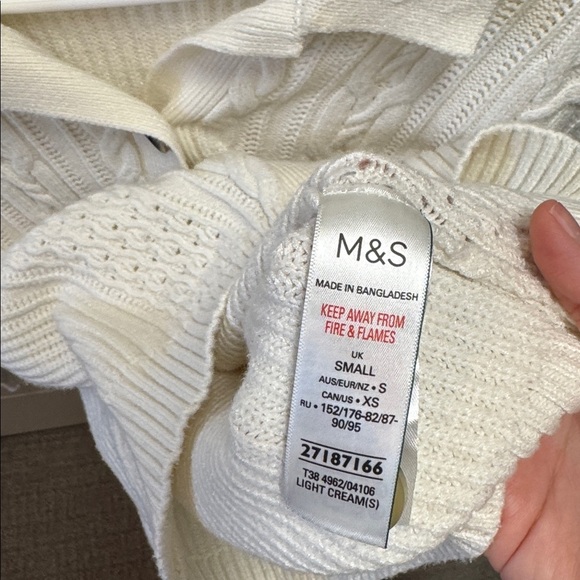 M&S
MADE IN BANGLADESH
KEEP AWAY FROM
FIRE & FLAMES
UK
SMALL
AUS/EUR/NZ • S
CAN/US • XS
RU • 152/176-82/87-
90/95
27187166
T38 4962/04106
LIGHT CREAM(S)